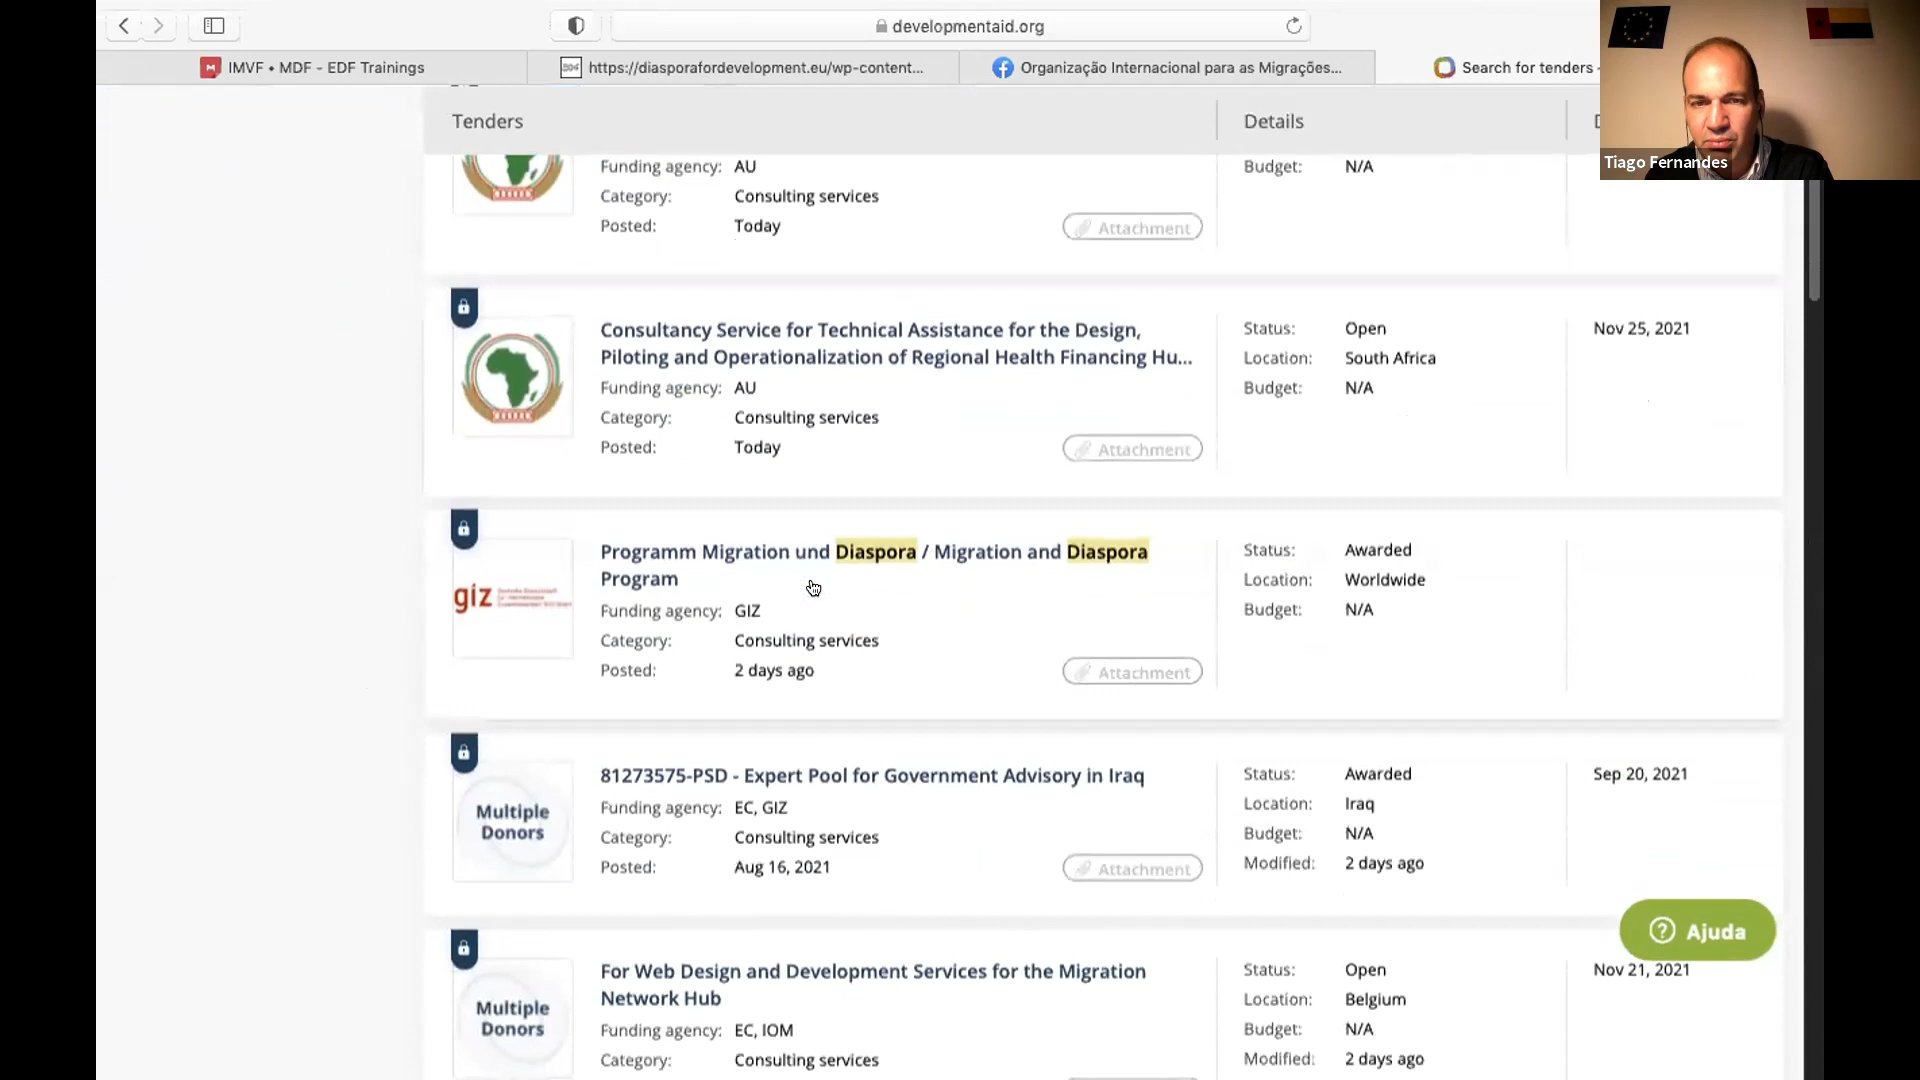 developmentaid.org
IMVF • MDF - EDF Trainings
https://diasporafordevelopment.eu/wp-content...
Organização Internacional para as Migrações...
Search for tenders -
Tiago Fernandes
Tenders
Details
Funding agency: AU
Category: Consulting services
Posted: Today
Attachment
Budget: N/A
Consultancy Service for Technical Assistance for the Design,
Piloting and Operationalization of Regional Health Financing Hu...
Funding agency: AU
Category: Consulting services
Posted: Today
Attachment
Status: Open
Location: South Africa
Budget: N/A
Nov 25, 2021
giz
Programm Migration und Diaspora / Migration and Diaspora
Program
Funding agency: GIZ
Category: Consulting services
Posted: 2 days ago
Attachment
Status: Awarded
Location: Worldwide
Budget: N/A
Multiple
Donors
81273575-PSD - Expert Pool for Government Advisory in Iraq
Funding agency: EC, GIZ
Category: Consulting services
Posted: Aug 16, 2021
Attachment
Status: Awarded
Location: Iraq
Budget: N/A
Modified: 2 days ago
Sep 20, 2021
Ajuda
Multiple
Donors
For Web Design and Development Services for the Migration
Network Hub
Funding agency: EC, IOM
Category: Consulting services
Status: Open
Location: Belgium
Budget: N/A
Modified: 2 days ago
Nov 21, 2021